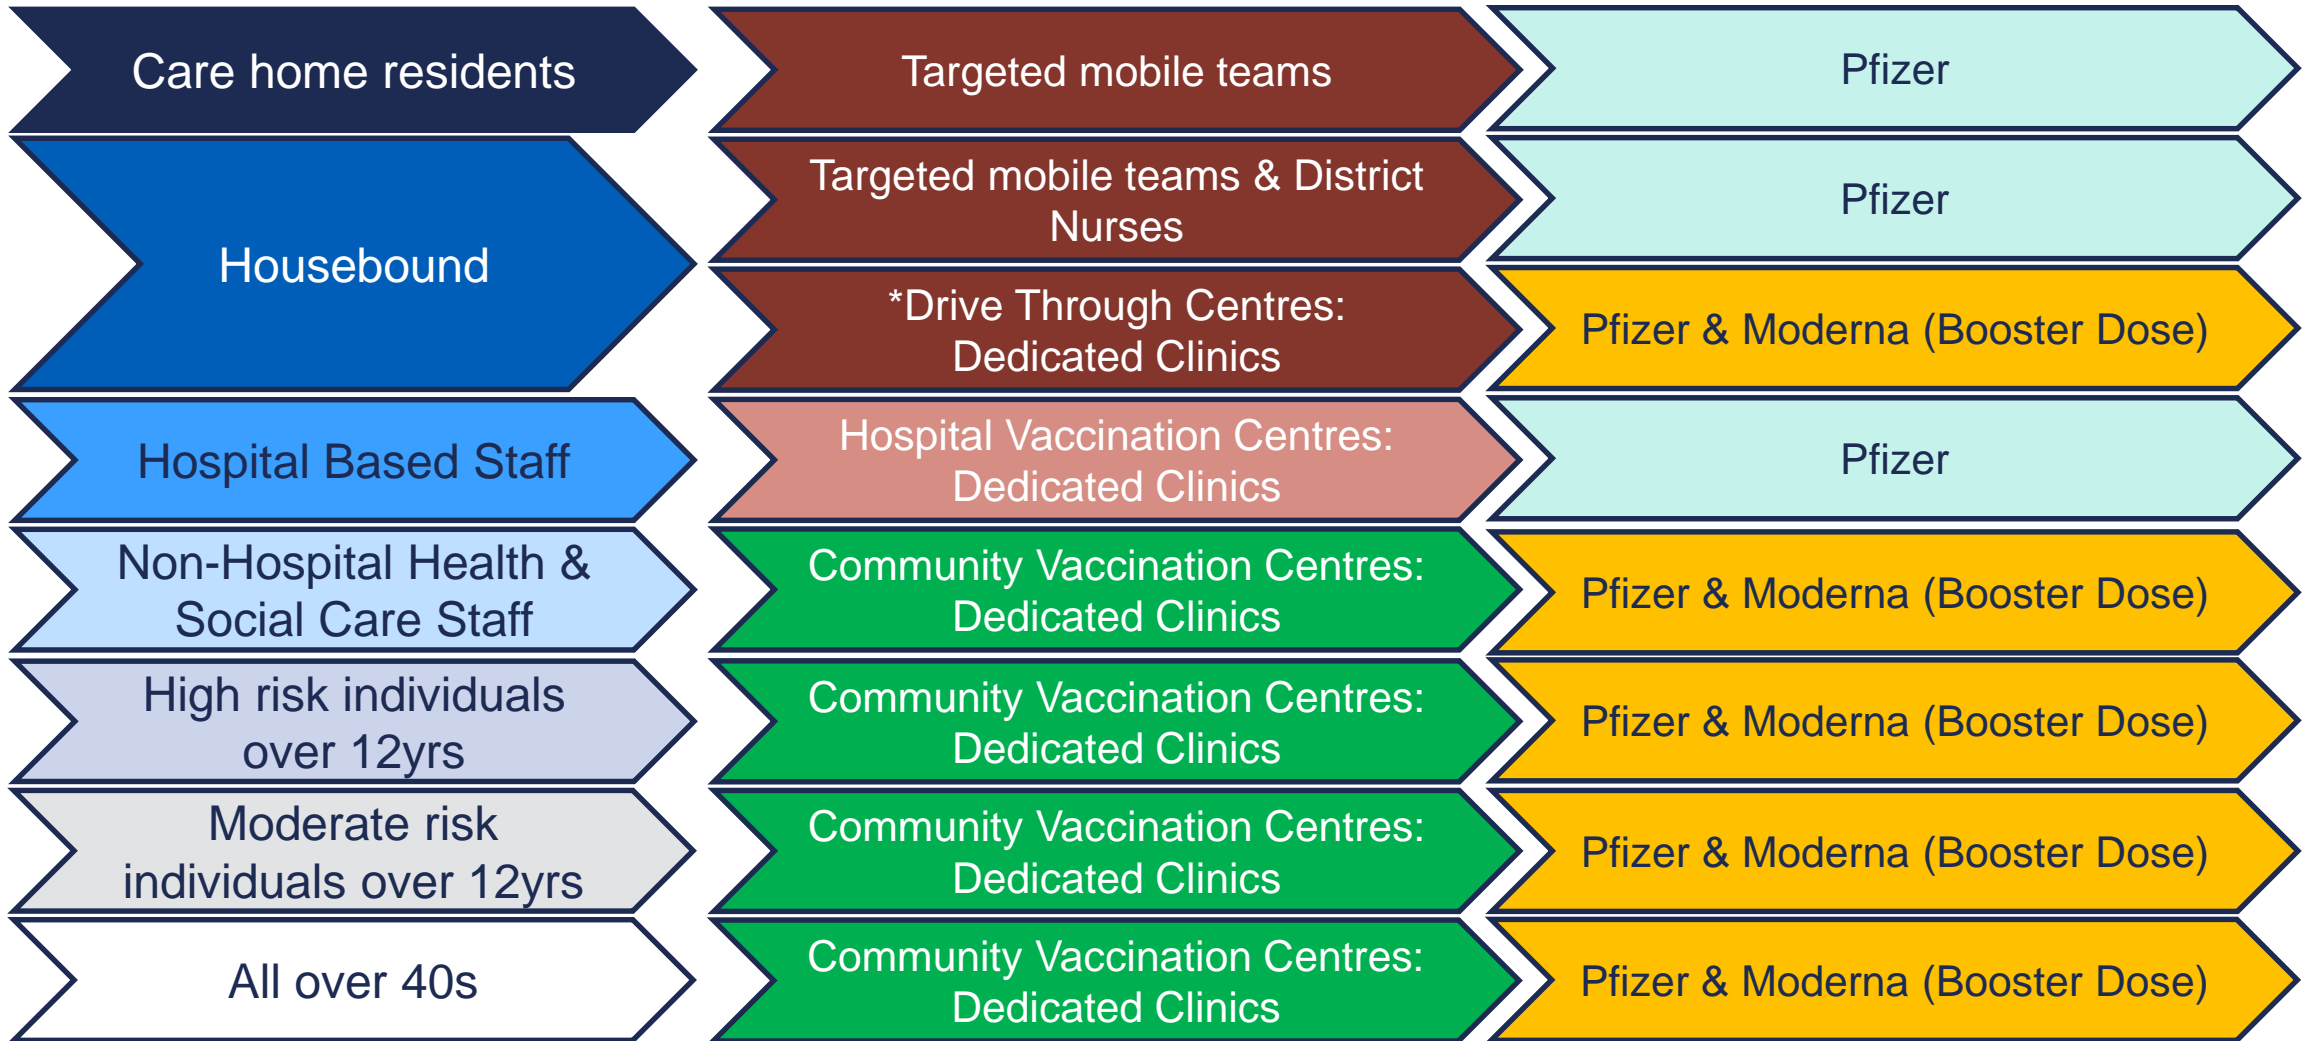 Care home residents
Targeted mobile teams
Pfizer
Housebound
Targeted mobile teams & District
Nurses
Pfizer
*Drive Through Centres:
Dedicated Clinics
Pfizer & Moderna (Booster Dose)
Hospital Based Staff
Hospital Vaccination Centres:
Dedicated Clinics
Pfizer
Non-Hospital Health &
Social Care Staff
Community Vaccination Centres:
Dedicated Clinics
Pfizer & Moderna (Booster Dose)
High risk individuals
over 12yrs
Community Vaccination Centres:
Dedicated Clinics
Pfizer & Moderna (Booster Dose)
Moderate risk
individuals over 12yrs
Community Vaccination Centres:
Dedicated Clinics
Pfizer & Moderna (Booster Dose)
All over 40s
Community Vaccination Centres:
Dedicated Clinics
Pfizer & Moderna (Booster Dose)